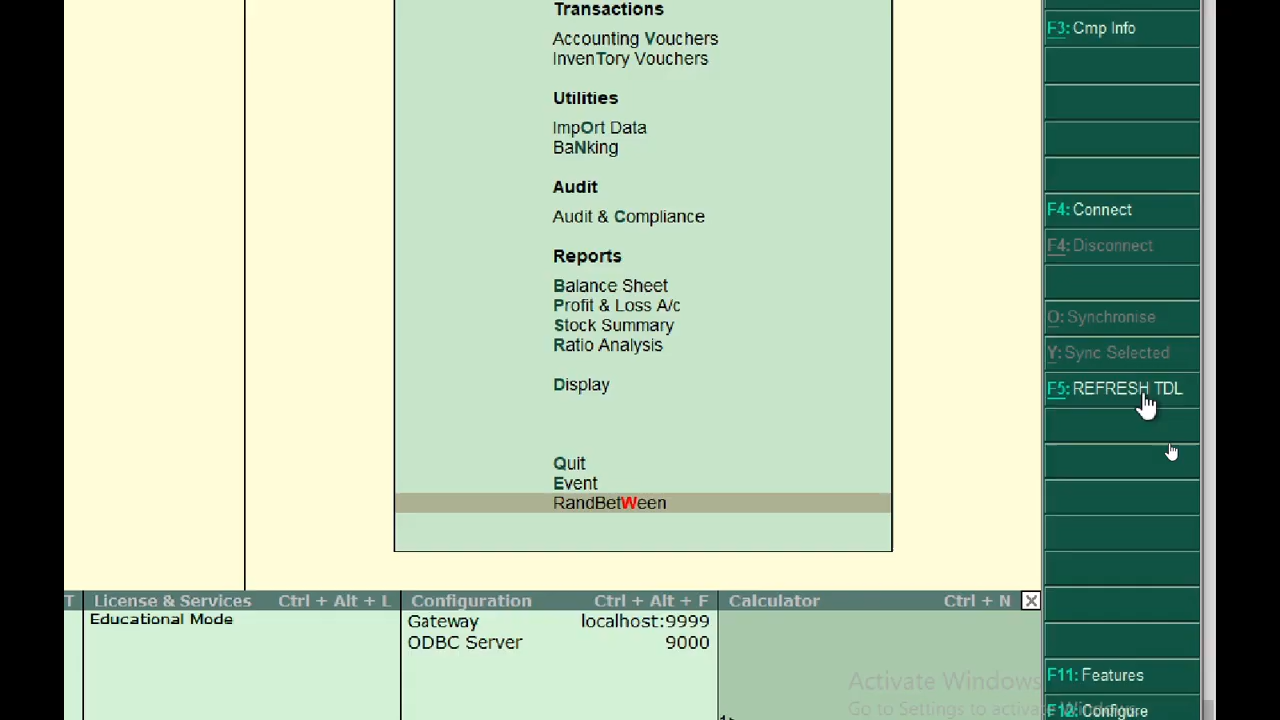 Transactions
Accounting Vouchers
InvenTory Vouchers
Utilities
ImpOrt Data
BaNking
Audit
Audit & Compliance
Reports
Balance Sheet
Profit & Loss A/c
Stock Summary
Ratio Analysis
Display
Quit
Event
RandBetWeen
F3: Cmp Info
F4: Connect
F4: Disconnect
O: Synchronise
Y: Sync Selected
F5: REFRESH TDL
F11: Features
F12: Configure
T License & Services Ctrl + Alt + L
Educational Mode
Configuration Ctrl + Alt + F
Gateway localhost:9999
ODBC Server 9000
Calculator Ctrl + N
Activate Windows
Go to Settings to activate Windows.